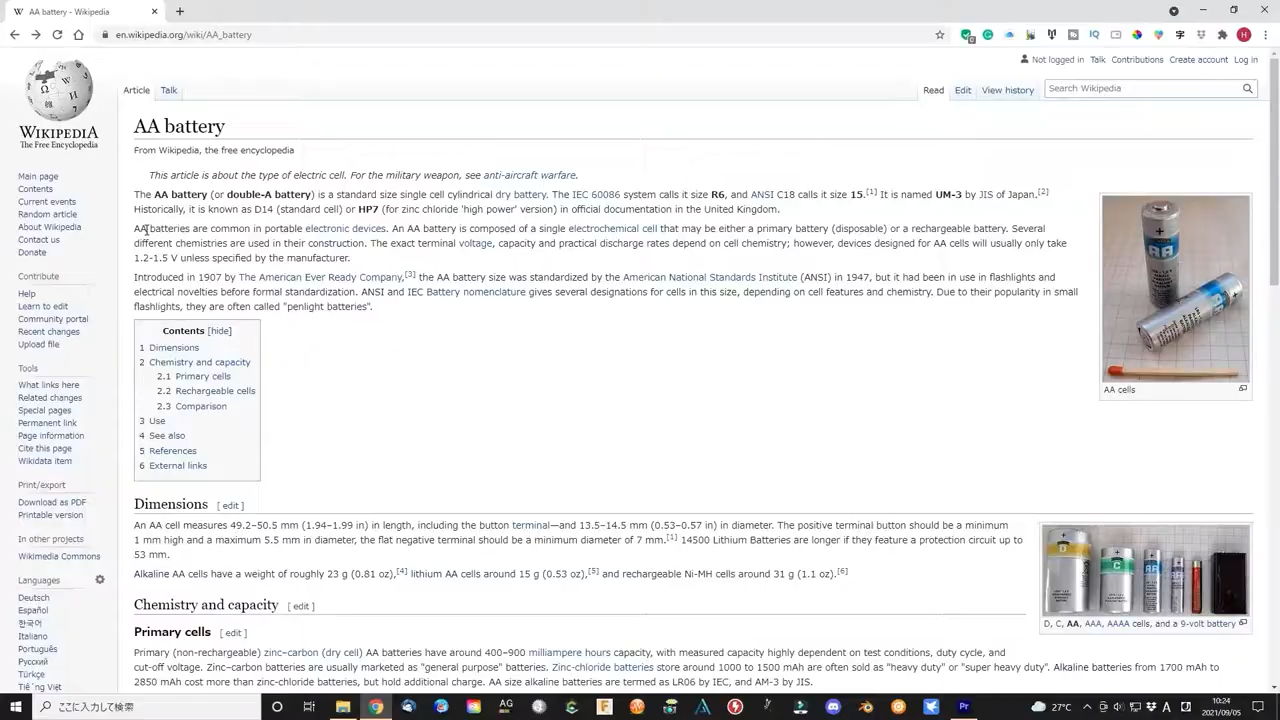 AA battery - Wikipedia
en.wikipedia.org/wiki/AA_battery
Not logged in Talk Contributions Create account Log in
Article Talk
Read Edit View history
Search Wikipedia
WIKIPEDIA
The Free Encyclopedia
Main page
Contents
Current events
Random article
About Wikipedia
Contact us
Donate
Contribute
Help
Learn to edit
Community portal
Recent changes
Upload file
Tools
What links here
Related changes
Special pages
Permanent link
Page information
Cite this page
Wikidata item
Print/export
Download as PDF
Printable version
In other projects
Wikimedia Commons
Languages
Deutsch
Español
한국어
Italiano
Português
Русский
Türkçe
Tiếng Việt
AA battery
From Wikipedia, the free encyclopedia
This article is about the type of electric cell. For the military weapon, see anti-aircraft warfare.
The AA battery (or double-A battery) is a standard size single cell cylindrical dry battery. The IEC 60086 system calls it size R6, and ANSI C18 calls it size 15.[1] It is named UM-3 by JIS of Japan.[2]
Historically, it is known as D14 (standard cell) or HP7 (for zinc chloride 'high power' version) in official documentation in the United Kingdom.
AA batteries are common in portable electronic devices. An AA battery is composed of a single electrochemical cell that may be either a primary battery (disposable) or a rechargeable battery. Several
different chemistries are used in their construction. The exact terminal voltage, capacity and practical discharge rates depend on cell chemistry; however, devices designed for AA cells will usually only take
1.2-1.5 V unless specified by the manufacturer.
Introduced in 1907 by The American Ever Ready Company,[3] the AA battery size was standardized by the American National Standards Institute (ANSI) in 1947, but it had been in use in flashlights and
electrical novelties before formal standardization. ANSI and IEC Battery nomenclature gives several designations for cells in this size, depending on cell features and chemistry. Due to their popularity in small
flashlights, they are often called "penlight batteries".
AA cells
Contents [hide]
1 Dimensions
2 Chemistry and capacity
2.1 Primary cells
2.2 Rechargeable cells
2.3 Comparison
3 Use
4 See also
5 References
6 External links
Dimensions [ edit ]
An AA cell measures 49.2–50.5 mm (1.94–1.99 in) in length, including the button terminal—and 13.5–14.5 mm (0.53–0.57 in) in diameter. The positive terminal button should be a minimum
1 mm high and a maximum 5.5 mm in diameter, the flat negative terminal should be a minimum diameter of 7 mm.[1] 14500 Lithium Batteries are longer if they feature a protection circuit up to
53 mm.
Alkaline AA cells have a weight of roughly 23 g (0.81 oz),[4] lithium AA cells around 15 g (0.53 oz),[5] and rechargeable Ni-MH cells around 31 g (1.1 oz).[6]
D, C, AA, AAA, AAAA cells, and a 9-volt battery
Chemistry and capacity [ edit ]
Primary cells [ edit ]
Primary (non-rechargeable) zinc–carbon (dry cell) AA batteries have around 400–900 milliampere hours capacity, with measured capacity highly dependent on test conditions, duty cycle, and
cut-off voltage. Zinc–carbon batteries are usually marketed as "general purpose" batteries. Zinc-chloride batteries store around 1000 to 1500 mAh are often sold as "heavy duty" or "super heavy duty". Alkaline batteries from 1700 mAh to
2850 mAh cost more than zinc-chloride batteries, but hold additional charge. AA size alkaline batteries are termed as LR06 by IEC, and AM-3 by JIS.
ここに入力して検索
27°C
A
10:24
2021/09/05